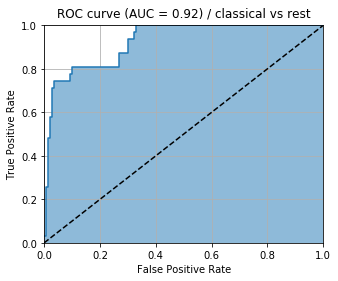 ROC curve (AUC = 0.92) / classical vs rest
1.0
0.8
0.6
0.4
0.2
0.0
True Positive Rate
0.0 0.2 0.4 0.6 0.8 1.0
False Positive Rate